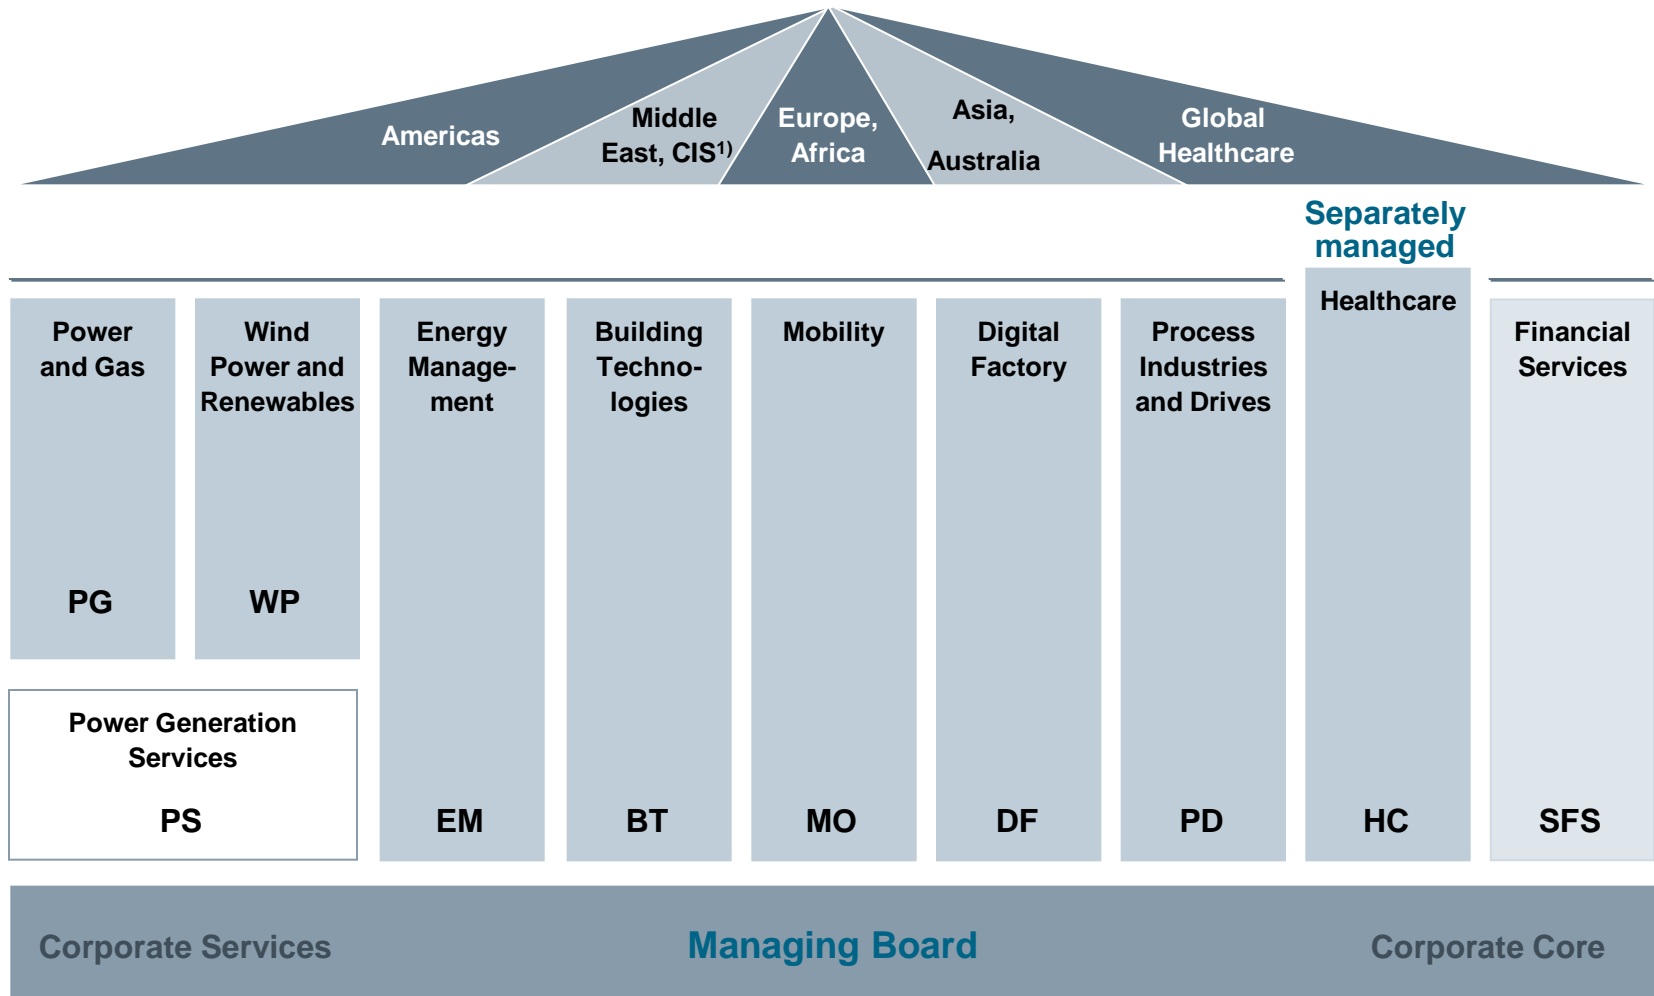 Americas
Middle
East, CIS¹⁾
Europe,
Africa
Asia,
Australia
Global
Healthcare
Separately
managed
Power
and Gas
PG
Wind
Power and
Renewables
WP
Power Generation
Services
PS
Energy
Manage-
ment
EM
Building
Techno-
logies
BT
Mobility
MO
Digital
Factory
DF
Process
Industries
and Drives
PD
Healthcare
HC
Financial
Services
SFS
Corporate Services
Managing Board
Corporate Core